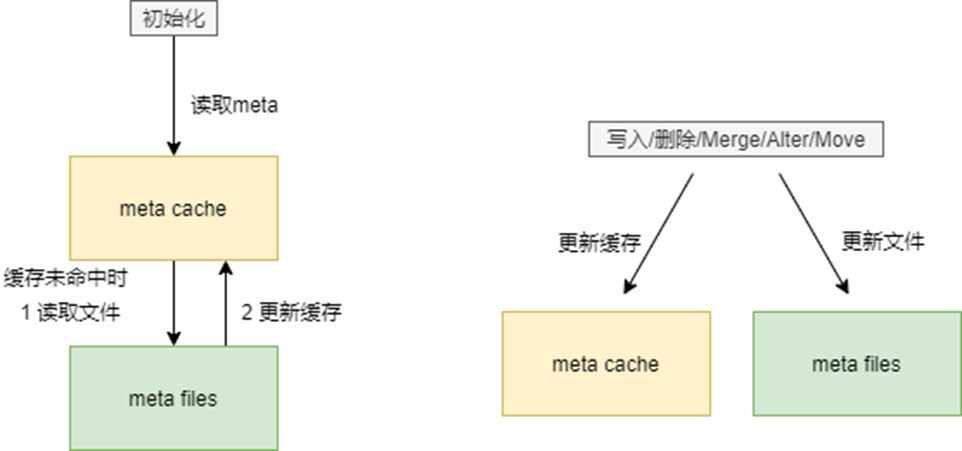 初始化
读取meta
meta cache
缓存未命中时
1 读取文件
2 更新缓存
meta files
写入/删除/Merge/Alter/Move
更新缓存
更新文件
meta cache
meta files